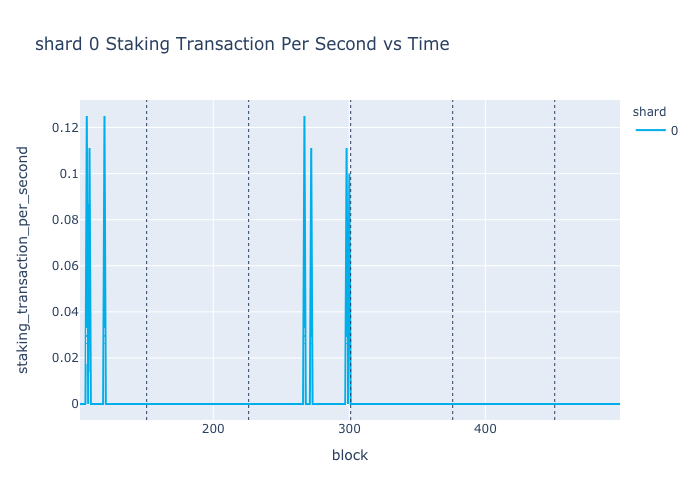 shard 0 Staking Transaction Per Second vs Time
shard
0
staking_transaction_per_second
0.12
0.1
0.08
0.06
0.04
0.02
0
200
300
400
block